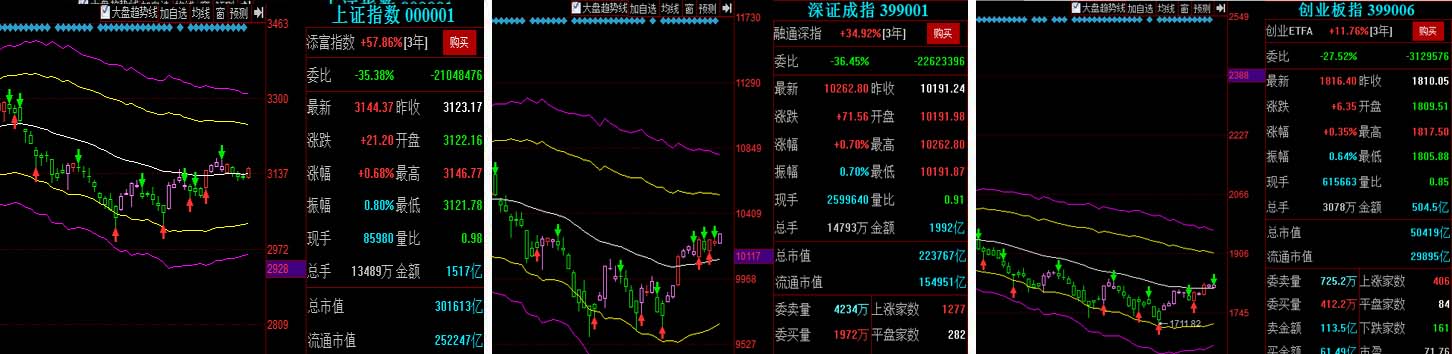 大盘趋势线 加自选 均线 窗 预测
上证指数 000001
3463
添富指数 +57.86%[3年] 购买
委比 -35.38% -21048476
3300
最新 3144.37 昨收 3123.17
涨跌 +21.20 开盘 3122.16
3137
涨幅 +0.68% 最高 3146.77
振幅 0.80% 最低 3121.78
现手 85980 量比 0.98
2972
2928
总手 13489万 金额 1517亿
总市值 301613亿
2809
流通市值 252247亿
大盘趋势线 加自选 均线 窗 预测
深证成指 399001
11730
融通深指 +34.92%[3年] 购买
委比 -36.45% -22623396
11290
最新 10262.80 昨收 10191.24
涨跌 +71.56 开盘 10191.98
10849
涨幅 +0.70% 最高 10262.80
振幅 0.70% 最低 10191.87
现手 2599640 量比 0.91
10409
总手 14793万 金额 1992亿
10117
总市值 223767亿
9968
流通市值 154951亿
委卖量 4234万 上涨家数 1277
委买量 1972万 平盘家数 282
9527
大盘趋势线 加自选 均线 窗 预测
创业板指 399006
2549
创业ETFA +11.76%[3年] 购买
委比 -27.52% -3129576
2388
最新 1816.40 昨收 1810.05
涨跌 +6.35 开盘 1809.51
2227
涨幅 +0.35% 最高 1817.50
振幅 0.64% 最低 1805.88
现手 615663 量比 0.85
2066
总手 3078万 金额 504.5亿
总市值 50419亿
1906
流通市值 29895亿
委卖量 725.2万 上涨家数 406
委买量 412.2万 平盘家数 84
1745
1711.82
卖金额 113.5亿 下跌家数 161
买金额 61.49亿 市盈 71.76